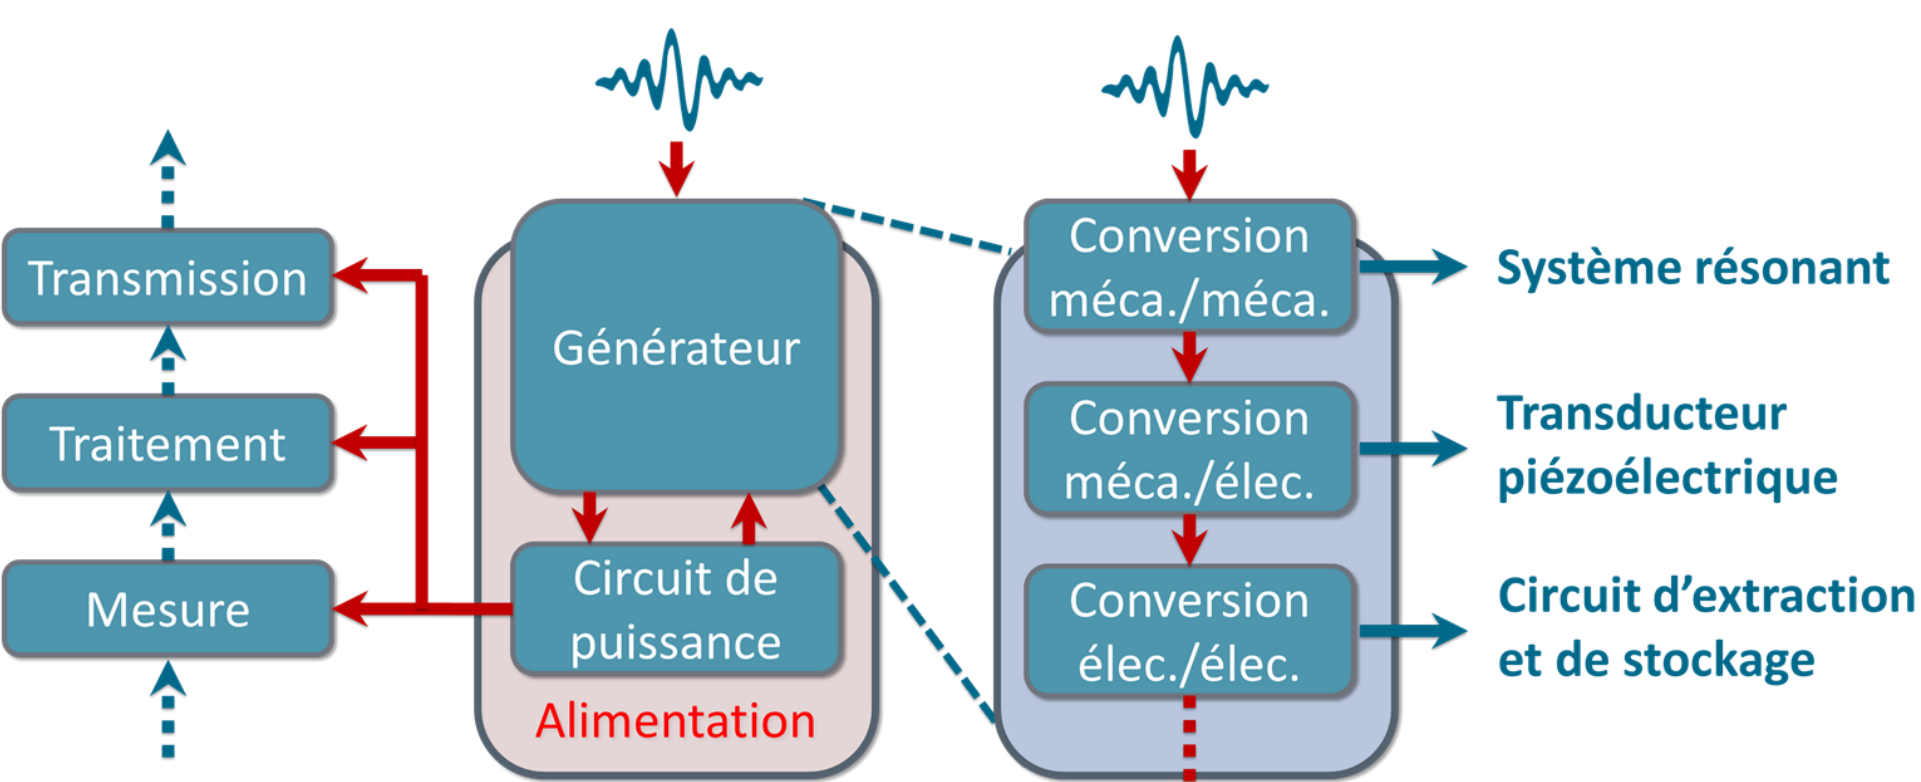 Transmission
Traitement
Mesure
Générateur
Circuit de
puissance
Alimentation
Conversion
méca./méca.
Conversion
méca./élec.
Conversion
élec./élec.
Système résonant
Transducteur
piézoélectrique
Circuit d’extraction
et de stockage